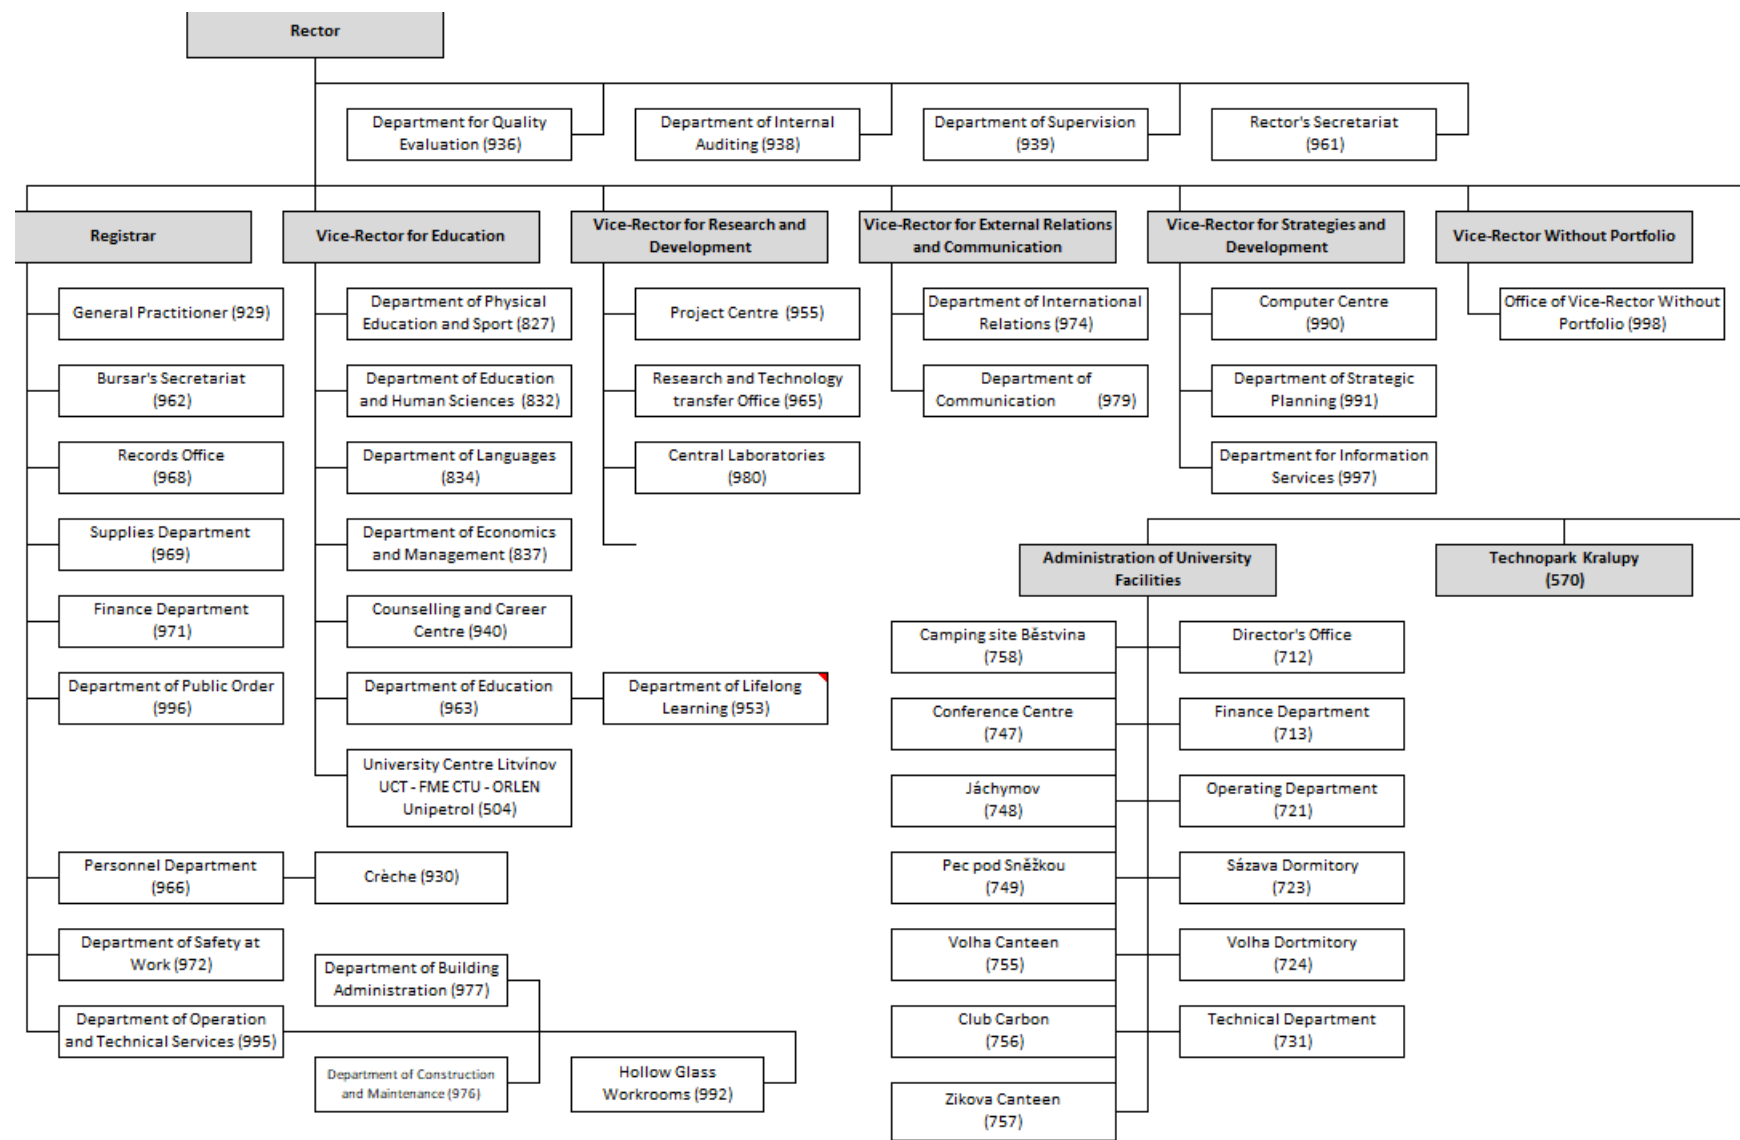 Rector
Department for Quality
Evaluation (936)
Department of Internal
Auditing (938)
Department of Supervision
(939)
Rector's Secretariat
(961)
Registrar
Vice-Rector for Education
Vice-Rector for Research and
Development
Vice-Rector for External Relations
and Communication
Vice-Rector for Strategies and
Development
Vice-Rector Without Portfolio
General Practitioner (929)
Department of Physical
Education and Sport (827)
Project Centre (955)
Department of International
Relations (974)
Computer Centre
(990)
Office of Vice-Rector Without
Portfolio (998)
Bursar's Secretariat
(962)
Department of Education
and Human Sciences (832)
Research and Technology
transfer Office (965)
Department of
Communication (979)
Department of Strategic
Planning (991)
Records Office
(968)
Department of Languages
(834)
Central Laboratories
(980)
Department for Information
Services (997)
Supplies Department
(969)
Department of Economics
and Management (837)
Administration of University
Facilities
Technopark Kralupy
(570)
Finance Department
(971)
Counselling and Career
Centre (940)
Camping site Běstvina
(758)
Director's Office
(712)
Department of Public Order
(996)
Department of Education
(963)
Department of Lifelong
Learning (953)
Conference Centre
(747)
Finance Department
(713)
University Centre Litvínov
UCT - FME CTU - ORLEN
Unipetrol (504)
Jáchymov
(748)
Operating Department
(721)
Personnel Department
(966)
Crèche (930)
Pec pod Sněžkou
(749)
Sázava Dormitory
(723)
Department of Safety at
Work (972)
Department of Building
Administration (977)
Volha Canteen
(755)
Volha Dortmitory
(724)
Department of Operation
and Technical Services (995)
Club Carbon
(756)
Technical Department
(731)
Department of Construction
and Maintenance (976)
Hollow Glass
Workrooms (992)
Zikova Canteen
(757)